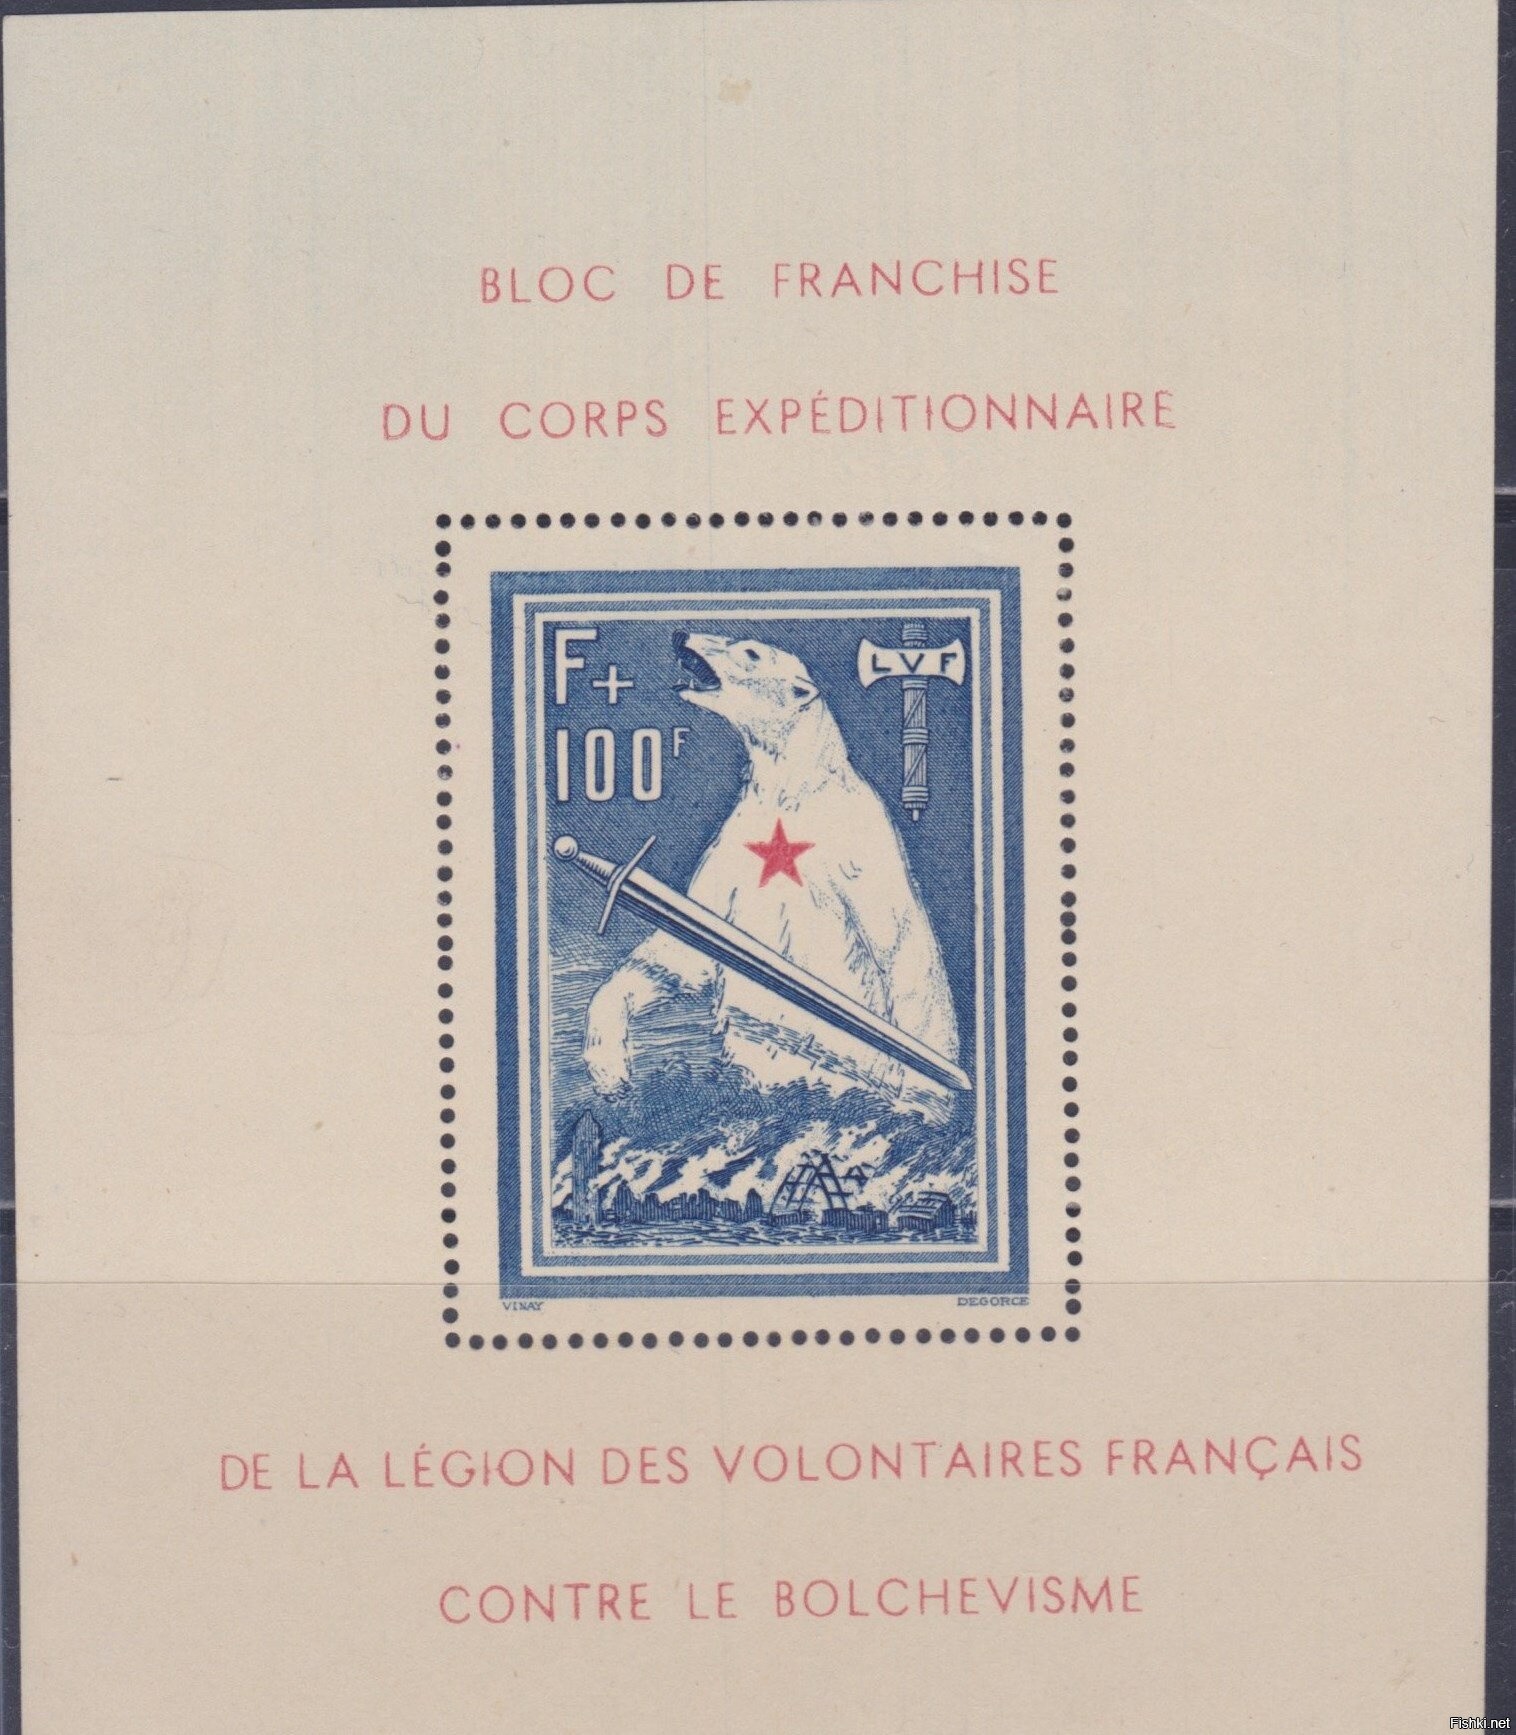 BLOC DE FRANCHISE
DU CORPS EXPÉDITIONNAIRE
F+
100F
LVF
VINAY
DEGORCE
DE LA LÉGION DES VOLONTAIRES FRANÇAIS
CONTRE LE BOLCHEVISME
Fishki.net